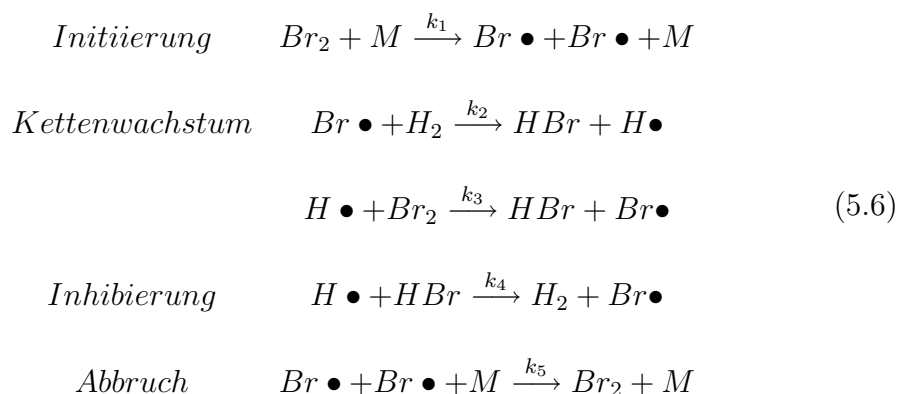 Initiierung Br₂ + M →k₁ Br • +Br • +M
Kettenwachstum Br • +H₂ →k₂ HBr + H•
H • +Br₂ →k₃ HBr + Br• (5.6)
Inhibierung H • +HBr →k₄ H₂ + Br•
Abbruch Br • +Br • +M →k₅ Br₂ + M